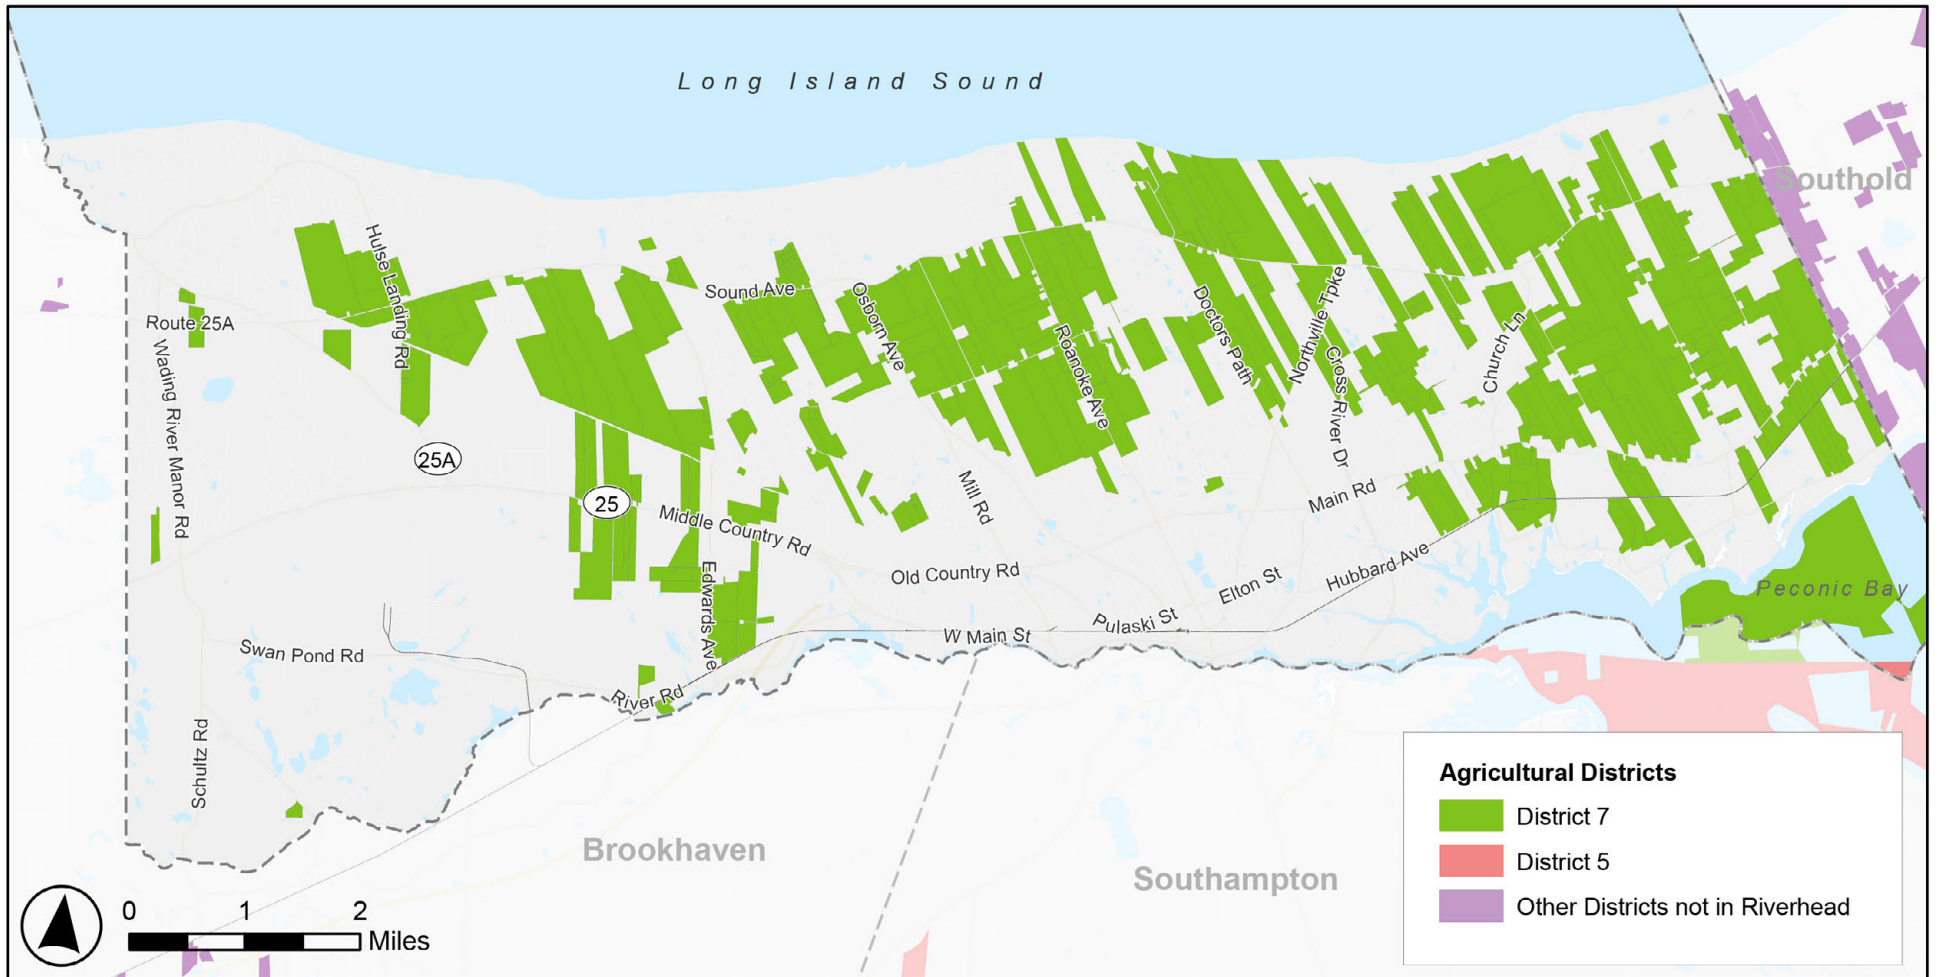 Long Island Sound
Southold
Hulse Landing Rd
Sound Ave
Osborn Ave
Roanoke Ave
Doctors Path
Northville Tpke
Cross River Dr
Church Ln
Route 25A
Wading River Manor Rd
25A
25
Middle Country Rd
Mill Rd
Main Rd
Old Country Rd
Elton St
Hubbard Ave
Peconic Bay
Edwards Ave
Pulaski St
W Main St
Swan Pond Rd
River Rd
Schultz Rd
Brookhaven
Southampton
Agricultural Districts
District 7
District 5
Other Districts not in Riverhead
0 1 2
Miles